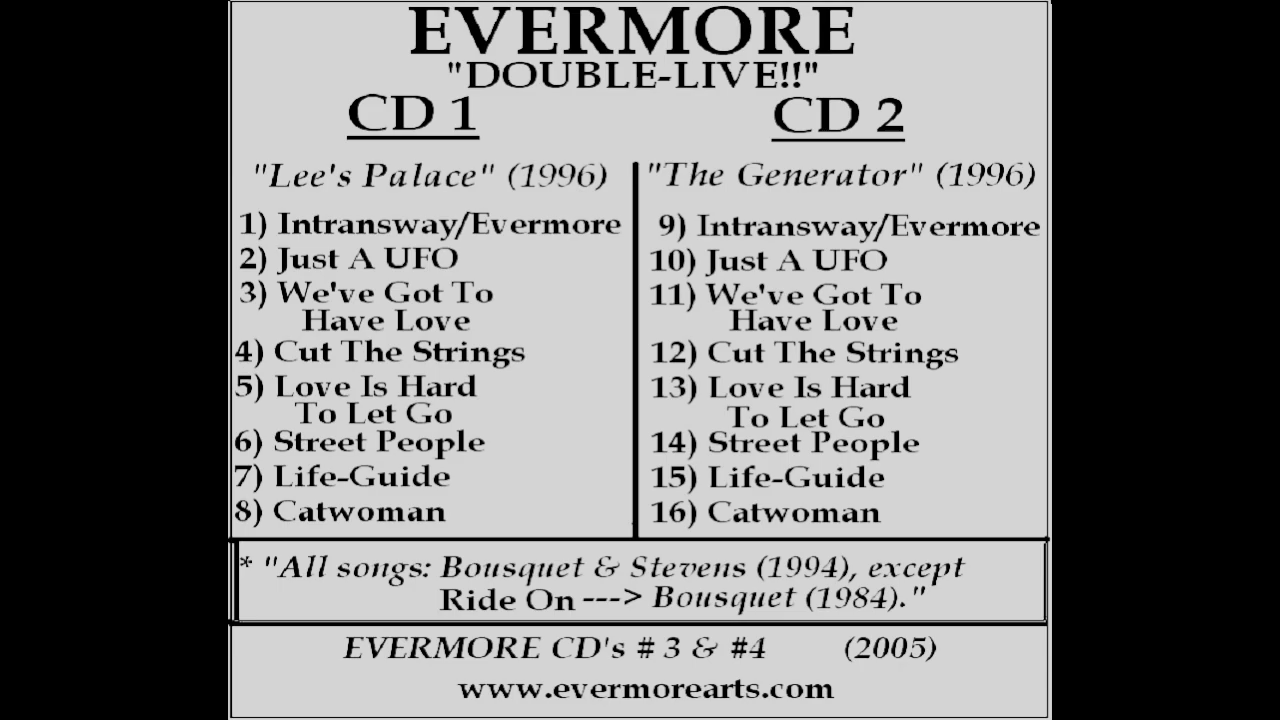 EVERMORE
"DOUBLE-LIVE!!"
CD 1
"Lee's Palace" (1996)
1) Intransway/Evermore
2) Just A UFO
3) We've Got To
Have Love
4) Cut The Strings
5) Love Is Hard
To Let Go
6) Street People
7) Life-Guide
8) Catwoman
CD 2
"The Generator" (1996)
9) Intransway/Evermore
10) Just A UFO
11) We've Got To
Have Love
12) Cut The Strings
13) Love Is Hard
To Let Go
14) Street People
15) Life-Guide
16) Catwoman
* "All songs: Bousquet & Stevens (1994), except
Ride On ---> Bousquet (1984)."
EVERMORE CD's # 3 & #4 (2005)
www.evermorearts.com